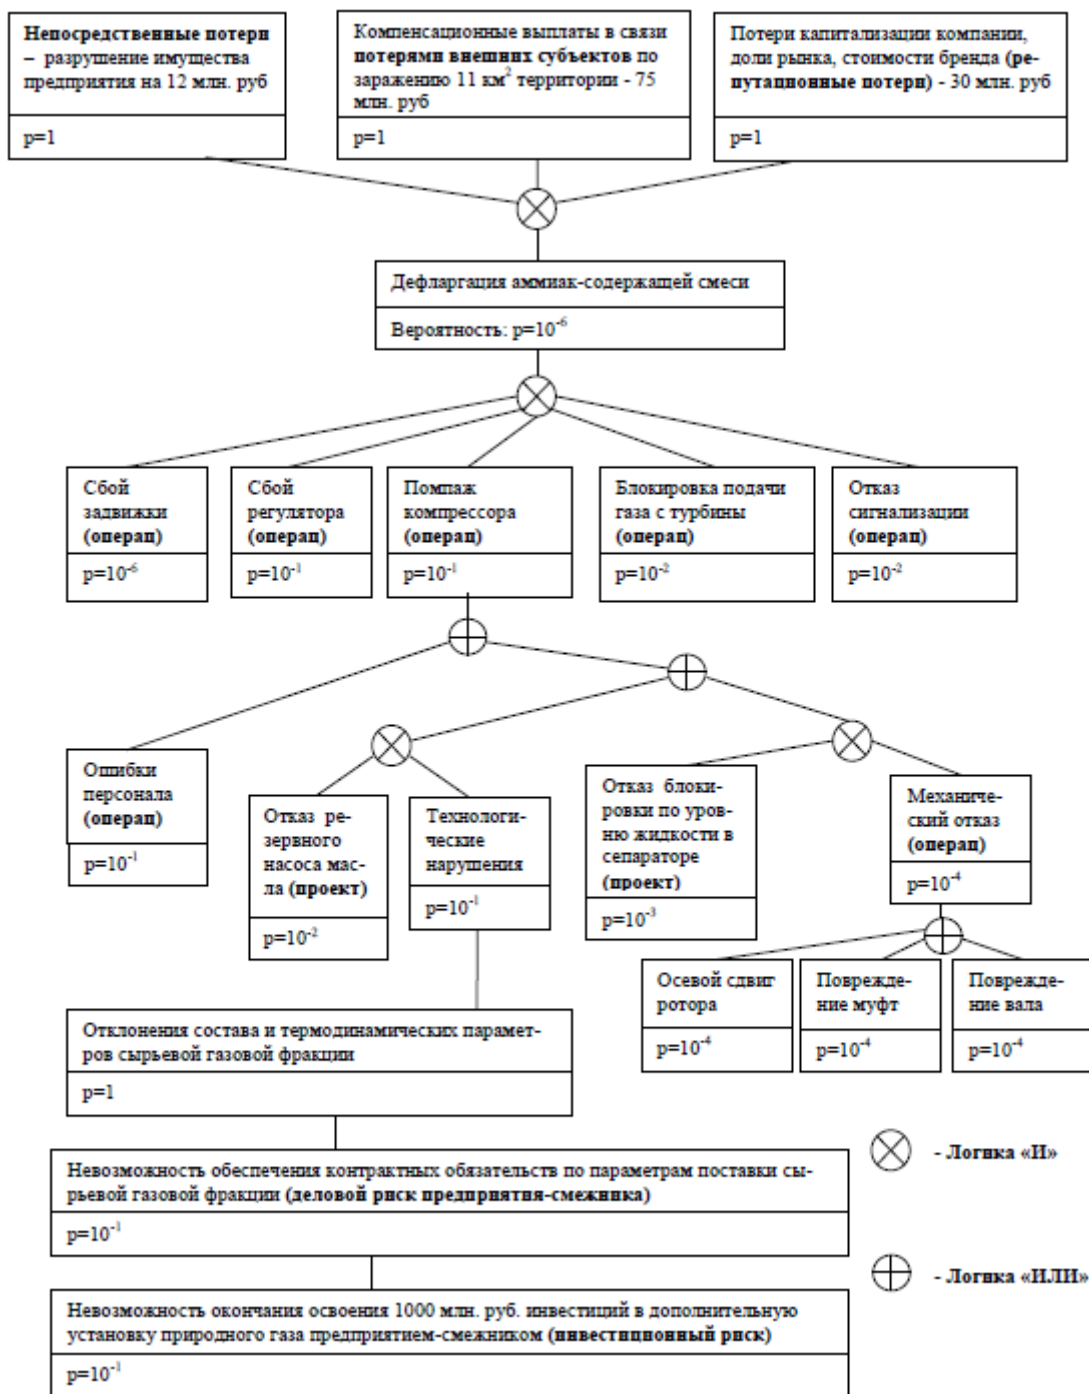 Непосредственные потери
– разрушение имущества
предприятия на 12 млн. руб
p=1
Компенсационные выплаты в связи
потерями внешних субъектов по
заражению 11 км² территории - 75
млн. руб
p=1
Потери капитализации компании,
доли рынка, стоимости бренда (ре-
путационные потери) - 30 млн. руб
p=1
Дефларгация аммиак-содержащей смеси
Вероятность: p=10⁻⁶
Сбой
задвижки
(операц)
p=10⁻⁶
Сбой
регулятора
(операц)
p=10⁻¹
Помпаж
компрессора
(операц)
p=10⁻¹
Блокировка подачи
газа с турбины
(операц)
p=10⁻²
Отказ
сигнализации
(операц)
p=10⁻²
Ошибки
персонала
(операц)
p=10⁻¹
Отказ ре-
зервного
насоса мас-
ла (проект)
p=10⁻²
Технологи-
ческие
нарушения
p=10⁻¹
Отказ блоки-
ровки по уров-
ню жидкости в
сепараторе
(проект)
p=10⁻³
Механиче-
ский отказ
(операц)
p=10⁻⁴
Осевой сдвиг
ротора
p=10⁻⁴
Поврежде-
ние муфт
p=10⁻⁴
Поврежде-
ние вала
p=10⁻⁴
Отклонения состава и термодинамических парамет-
ров сырьевой газовой фракции
p=1
Невозможность обеспечения контрактных обязательств по параметрам поставки сы-
рьевой газовой фракции (деловой риск предприятия-смежника)
p=10⁻¹
- Логика «И»
Невозможность окончания освоения 1000 млн. руб. инвестиций в дополнительную
установку природного газа предприятием-смежником (инвестиционный риск)
p=10⁻¹
- Логика «ИЛИ»